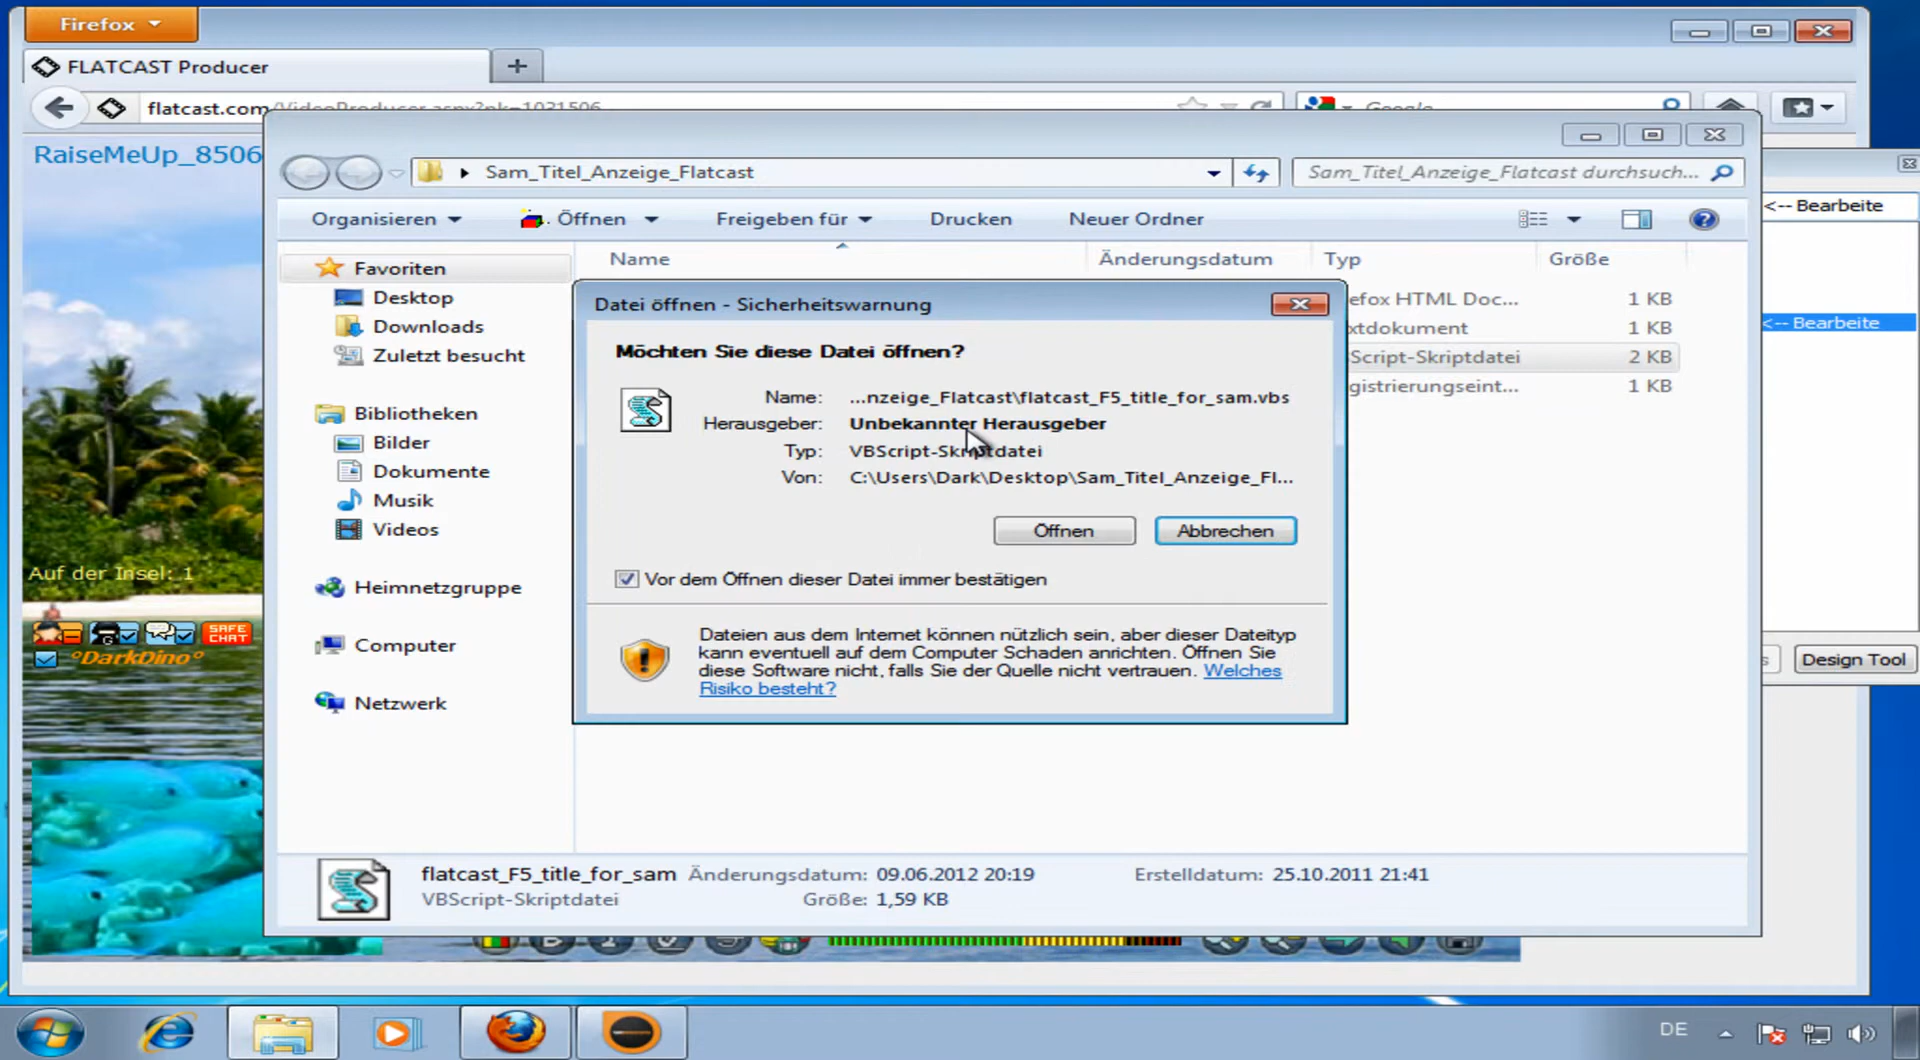 Firefox
FLATCAST Producer
flatcast.com/VideoProducer.aspx?pk=1031506
Google
RaiseMeUp_8506
Sam_Titel_Anzeige_Flatcast
Sam_Titel_Anzeige_Flatcast durchsuch...
<-- Bearbeite
Organisieren
Öffnen
Freigeben für
Drucken
Neuer Ordner
Name
Änderungsdatum
Typ
Größe
Favoriten
Desktop
Downloads
Zuletzt besucht
Bibliotheken
Bilder
Dokumente
Musik
Videos
Heimnetzgruppe
Computer
Netzwerk
efox HTML Doc...
1 KB
xtdokument
1 KB
Script-Skriptdatei
2 KB
gistrierungseint...
1 KB
<-- Bearbeite
Datei öffnen - Sicherheitswarnung
Möchten Sie diese Datei öffnen?
Name: ...nzeige_Flatcast\flatcast_F5_title_for_sam.vbs
Herausgeber: Unbekannter Herausgeber
Typ: VBScript-Skriptdatei
Von: C:\Users\Dark\Desktop\Sam_Titel_Anzeige_Fl...
Öffnen
Abbrechen
Vor dem Öffnen dieser Datei immer bestätigen
Dateien aus dem Internet können nützlich sein, aber dieser Dateityp
kann eventuell auf dem Computer Schaden anrichten. Öffnen Sie
diese Software nicht, falls Sie der Quelle nicht vertrauen. Welches
Risiko besteht?
Auf der Insel: 1
SAFE
CHAT
°DarkDino°
s
Design Tool
flatcast_F5_title_for_sam
Änderungsdatum: 09.06.2012 20:19
Erstelldatum: 25.10.2011 21:41
VBScript-Skriptdatei
Größe: 1,59 KB
DE